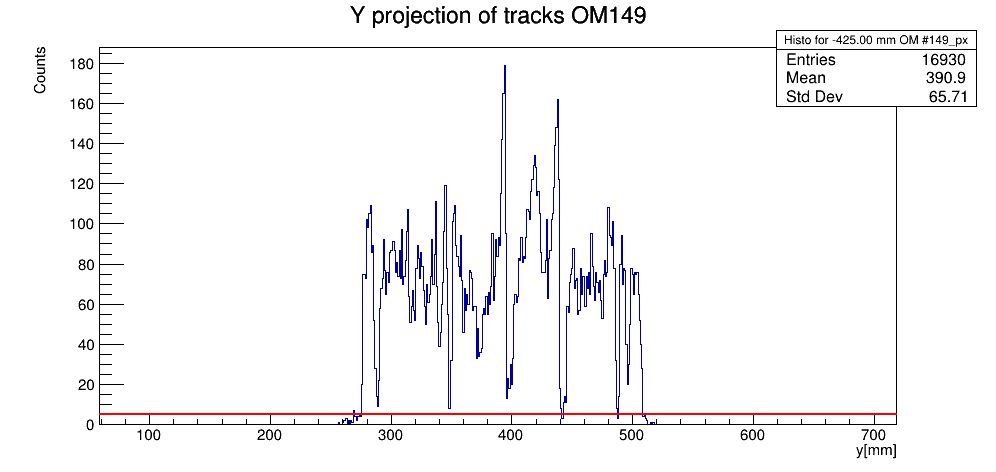 Y projection of tracks OM149
Histo for -425.00 mm OM #149_px
Entries 16930
Mean 390.9
Std Dev 65.71
Counts
180
160
140
120
100
80
60
40
20
0
100 200 300 400 500 600 700
y[mm]